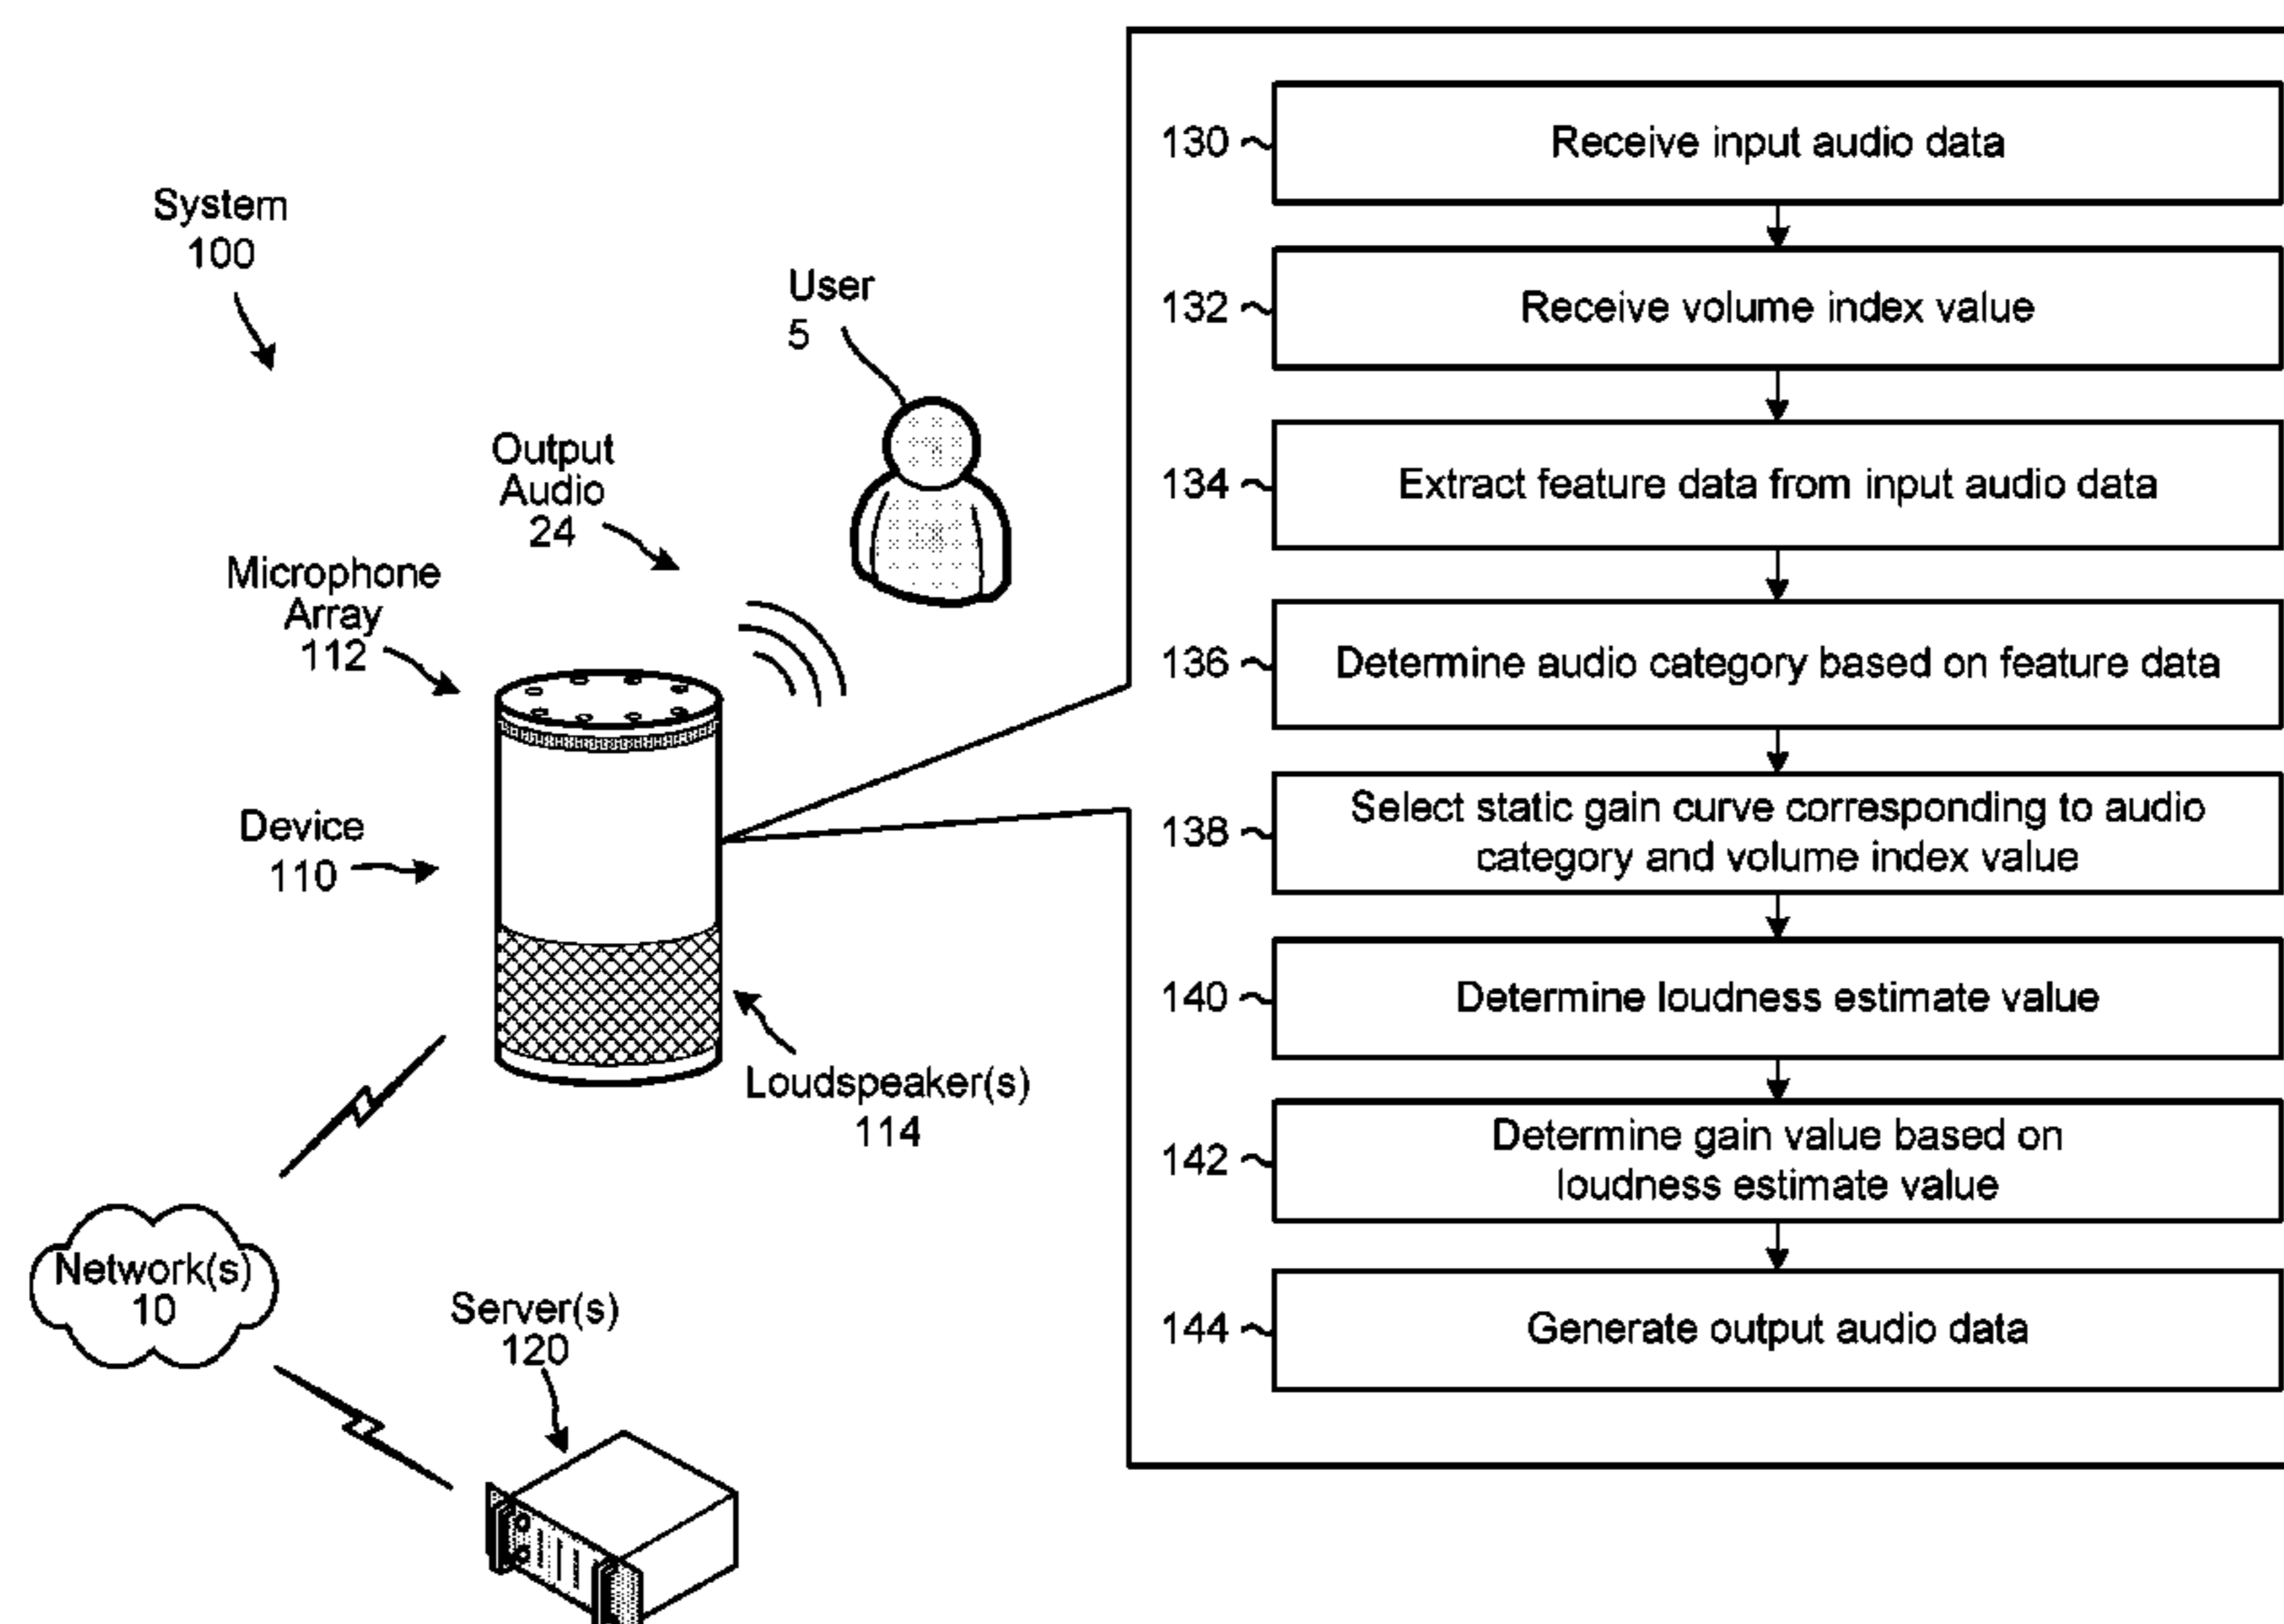 System
100
User
5
Output
Audio
24
Microphone
Array
112
Device
110
Loudspeaker(s)
114
Network(s)
10
Server(s)
120
130
Receive input audio data
132
Receive volume index value
134
Extract feature data from input audio data
136
Determine audio category based on feature data
138
Select static gain curve corresponding to audio
category and volume index value
140
Determine loudness estimate value
142
Determine gain value based on
loudness estimate value
144
Generate output audio data